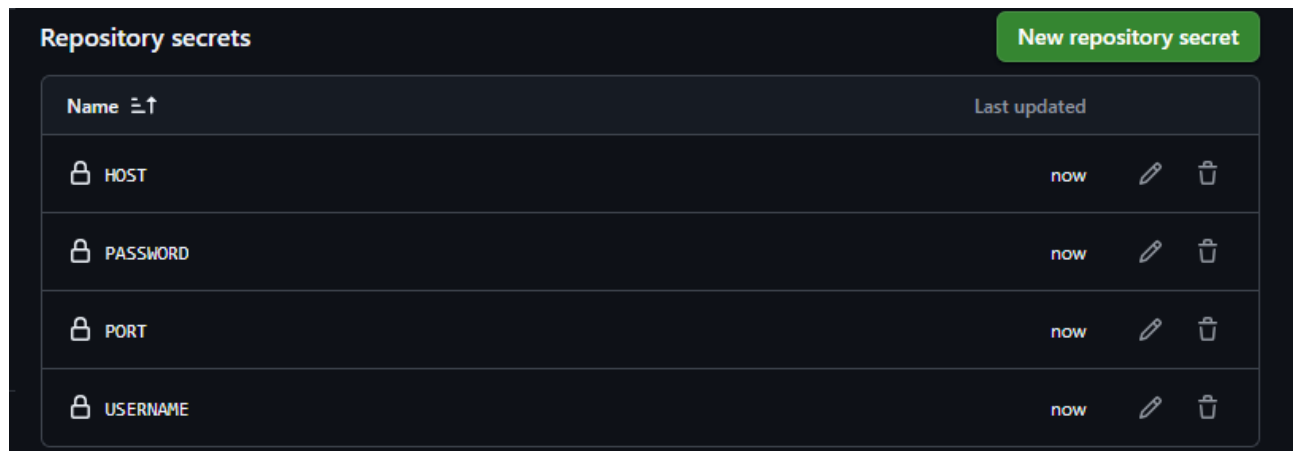 Repository secrets New repository secret
Name Last updated
HOST now
PASSWORD now
PORT now
USERNAME now